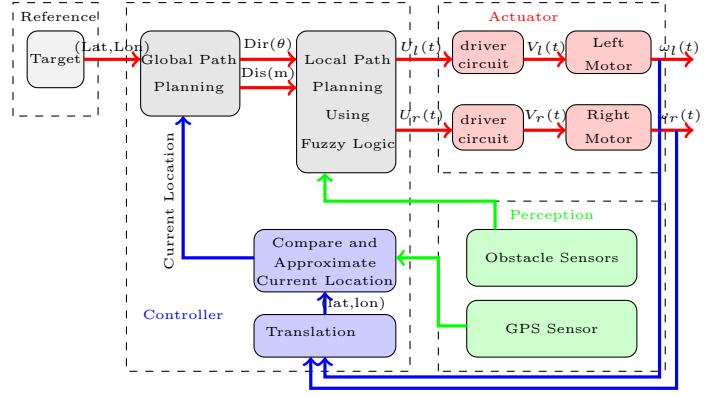 Reference
Actuator
Target
(Lat,Lon)
Global Path
Planning
Dir(θ)
Dis(m)
Local Path
Planning
Using
Fuzzy Logic
U_l(t)
driver
circuit
V_l(t)
Left
Motor
ω_l(t)
U_r(t)
driver
circuit
V_r(t)
Right
Motor
ω_r(t)
Current Location
Perception
Compare and
Approximate
Current Location
Obstacle Sensors
(lat,lon)
Controller
Translation
GPS Sensor